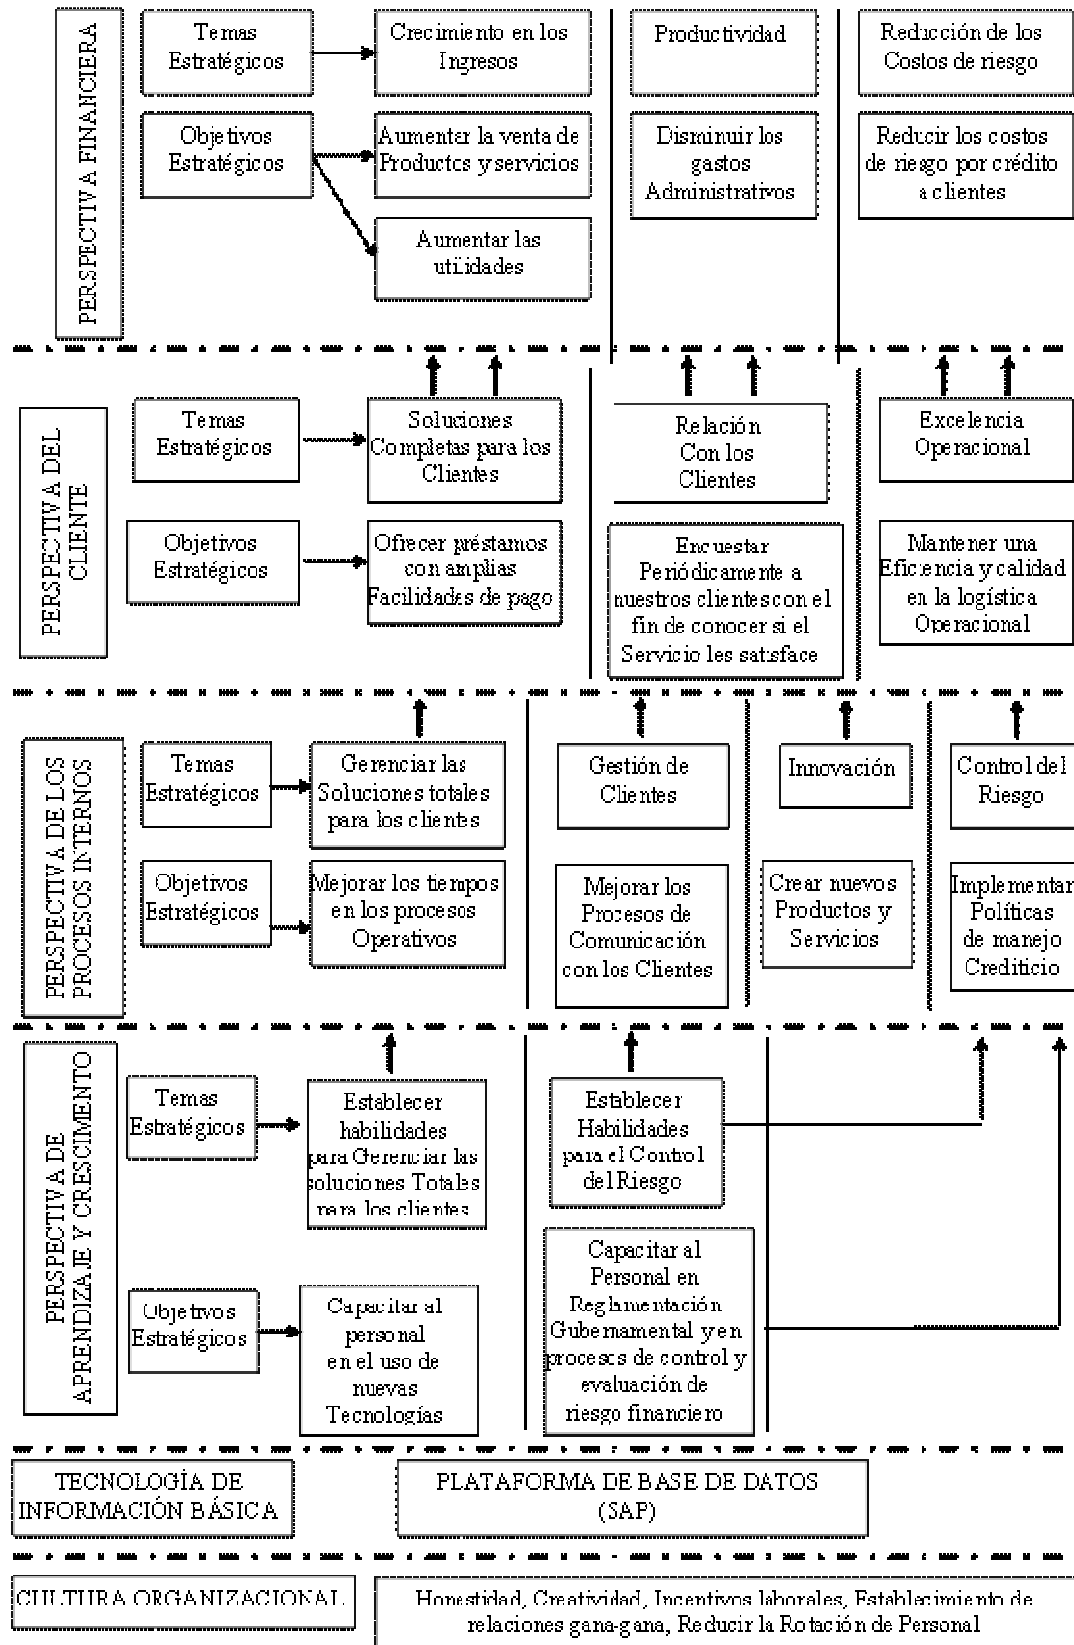 PERSPECTIVA FINANCIERA
Temas
Estratégicos
Crecimiento en los
Ingresos
Productividad
Reducción de los
Costos de riesgo
Objetivos
Estratégicos
Aumentar la venta de
Productos y servicios
Disminuir los
gastos
Administrativos
Reducir los costos
de riesgo por crédito
a clientes
Aumentar las
utilidades
PERSPECTIVA DEL
CLIENTE
Temas
Estratégicos
Soluciones
Completas para los
Clientes
Relación
Con los
Clientes
Excelencia
Operacional
Objetivos
Estratégicos
Ofrecer préstamos
con amplias
Facilidades de pago
Encuestar
Periódicamente a
nuestros clientes con el
fin de conocer si el
Servicio les satisface
Mantener una
Eficiencia y calidad
en la logística
Operacional
PERSPECTIVA DE LOS
PROCESOS INTERNOS
Temas
Estratégicos
Gerenciar las
Soluciones totales
para los clientes
Gestión de
Clientes
Innovación
Control del
Riesgo
Objetivos
Estratégicos
Mejorar los tiempos
en los procesos
Operativos
Mejorar los
Procesos de
Comunicación
con los Clientes
Crear nuevos
Productos y
Servicios
Implementar
Políticas
de manejo
Crediticio
PERSPECTIVA DE
APRENDIZAJE Y CRESCIMENTO
Temas
Estratégicos
Establecer
habilidades
para Gerenciar las
soluciones Totales
para los clientes
Establecer
Habilidades
para el Control
del Riesgo
Objetivos
Estratégicos
Capacitar al
personal
en el uso de
nuevas
Tecnologías
Capacitar al
Personal en
Reglamentación
Gubernamental y en
procesos de control y
evaluación de
riesgo financiero
TECNOLOGÍA DE
INFORMACIÓN BÁSICA
PLATAFORMA DE BASE DE DATOS
(SAP)
CULTURA ORGANIZACIONAL
Honestidad, Creatividad, Incentivos laborales, Establecimiento de
relaciones gana-gana, Reducir la Rotación de Personal